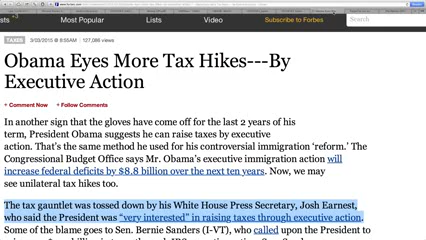 sts +3 Most Popular Lists Video Subscribe to Forbes Search
TAXES 3/03/2015 @ 8:55AM 127,086 views
Obama Eyes More Tax Hikes---By
Executive Action
+ Comment Now + Follow Comments
In another sign that the gloves have come off for the last 2 years of his
term, President Obama suggests he can raise taxes by executive
action. That's the same method he used for his controversial immigration 'reform.' The
Congressional Budget Office says Mr. Obama's executive immigration action will
increase federal deficits by $8.8 billion over the next ten years. Now, we may
see unilateral tax hikes too.
The tax gauntlet was tossed down by his White House Press Secretary, Josh Earnest,
who said the President was "very interested" in raising taxes through executive action.
Some of the blame goes to Sen. Bernie Sanders (I-VT), who called upon the President to